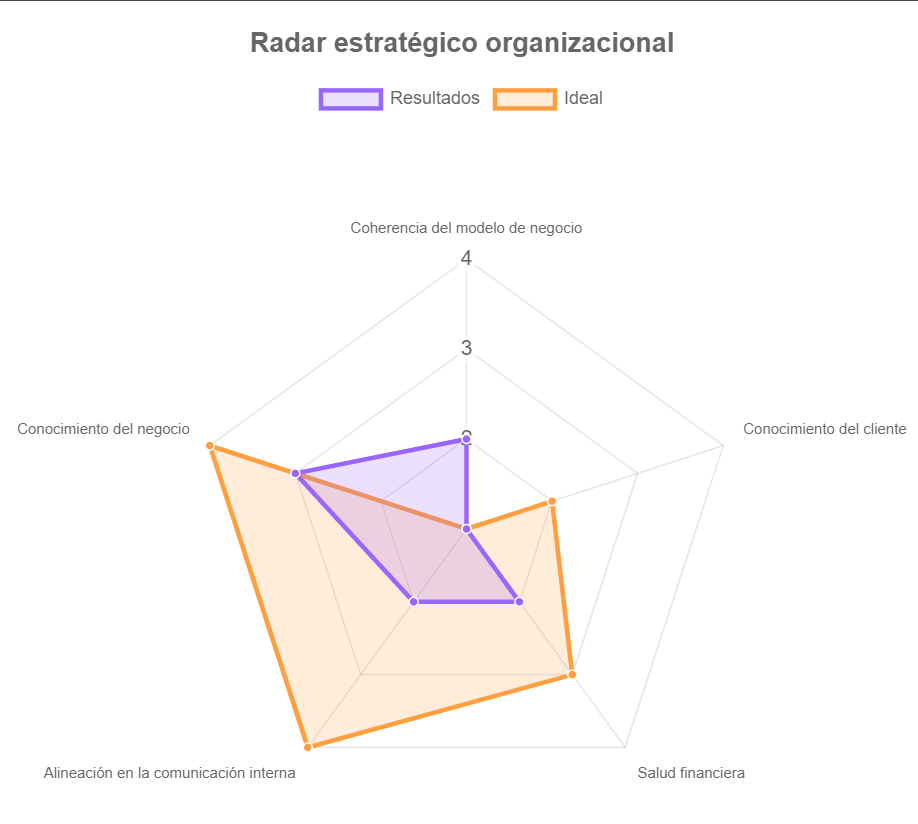 Radar estratégico organizacional
Resultados
Ideal
Coherencia del modelo de negocio
4
3
2
Conocimiento del negocio
Conocimiento del cliente
Alineación en la comunicación interna
Salud financiera